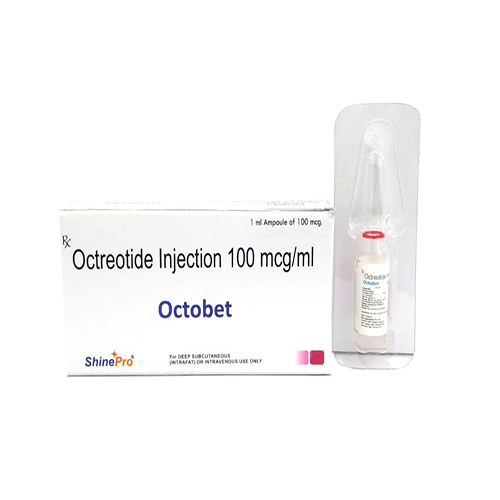 1 ml Ampoule of 100 mcg.
Rx
Octreotide Injection 100 mcg/ml
Octobet
ShinePro
For DEEP SUBCUTANEOUS
(INTRAFAT) OR INTRAVENOUS USE ONLY
Octreotide
Octobet